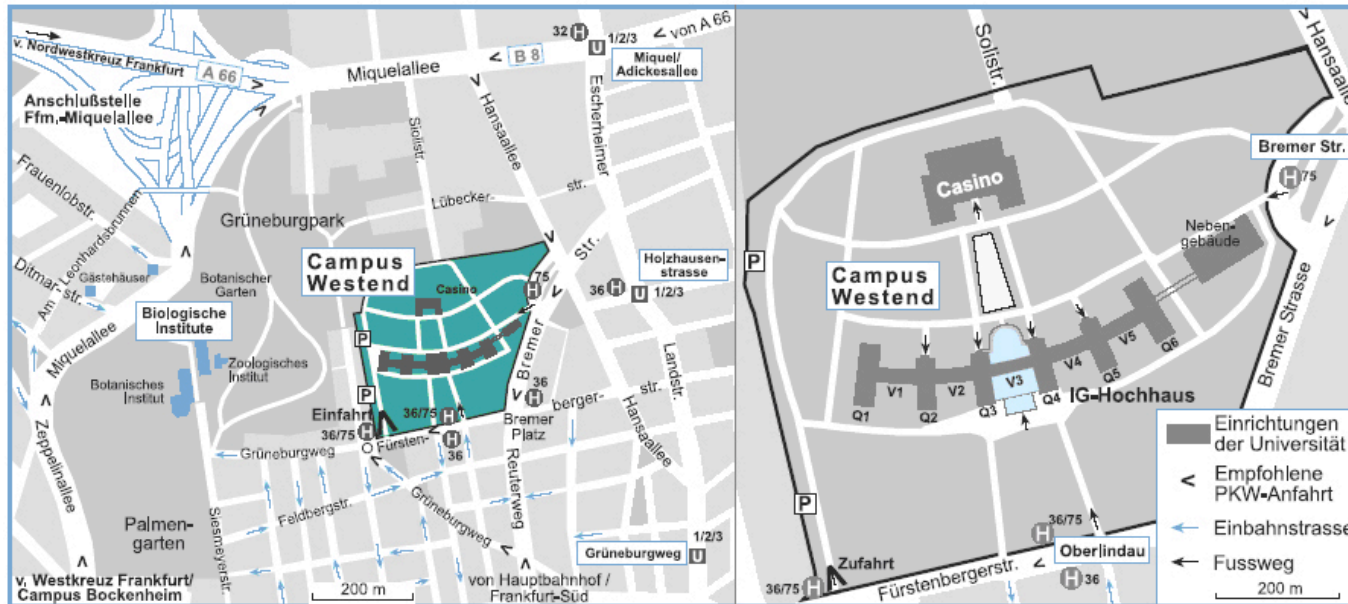 v. Nordwestkreuz Frankfurt
A 66
Anschlußstelle
Ffm.-Miquelallee
Miquelallee
B 8
32 H
U 1/2/3
von A 66
Miquel/
Adickesallee
Frauenlobstr.
Am Leonhardsbrunnen
Ditmar-str.
Gästehäuser
Miquelallee
Grüneburgpark
Siolistr.
Hansaallee
Escherheimer
Lübecker-
str.
Botanischer
Garten
Campus
Westend
Casino
75
H
Str.
Holzhausen-
strasse
36 H
U 1/2/3
Biologische
Institute
Zoologisches
Institut
Botanisches
Institut
P
P
Bremer
Landstr.
Einfahrt
36/75 H
36/75
H
H
36
36
H
Bremer
Platz
berger-
str.
Hansaallee
Fürsten-
Grüneburgweg
Zeppelinallee
Feldbergstr.
Grüneburgweg
Reuterweg
Palmen-
garten
Siesmeyerstr.
Grüneburgweg
1/2/3
U
v. Westkreuz Frankfurt/
Campus Bockenheim
200 m
von Hauptbahnhof /
Frankfurt-Süd
Solistr.
Hansaallee
Bremer Str.
H 75
Casino
Neben-
gebäude
P
Campus
Westend
Q1
V1
Q2
V2
Q3
V3
Q4
V4
Q5
V5
Q6
IG-Hochhaus
Bremer Strasse
P
36/75
H
Oberlindau
H 36
Zufahrt
36/75 H
Fürstenbergerstr.
Einrichtungen
der Universität
Empfohlene
PKW-Anfahrt
Einbahnstrasse
Fussweg
200 m